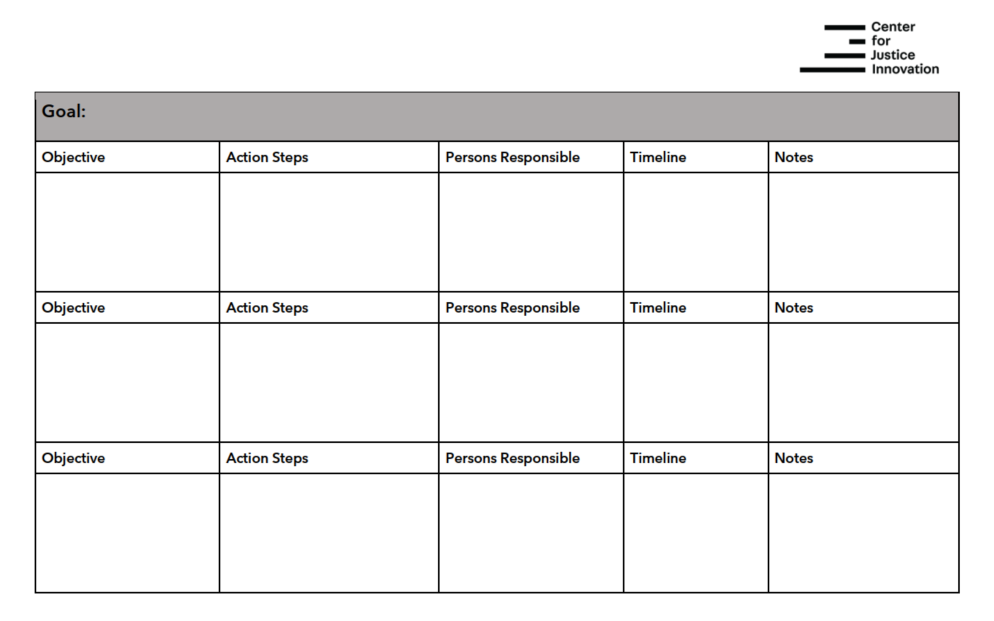 Center
for
Justice
Innovation
Goal:
Objective Action Steps Persons Responsible Timeline Notes
Objective Action Steps Persons Responsible Timeline Notes
Objective Action Steps Persons Responsible Timeline Notes